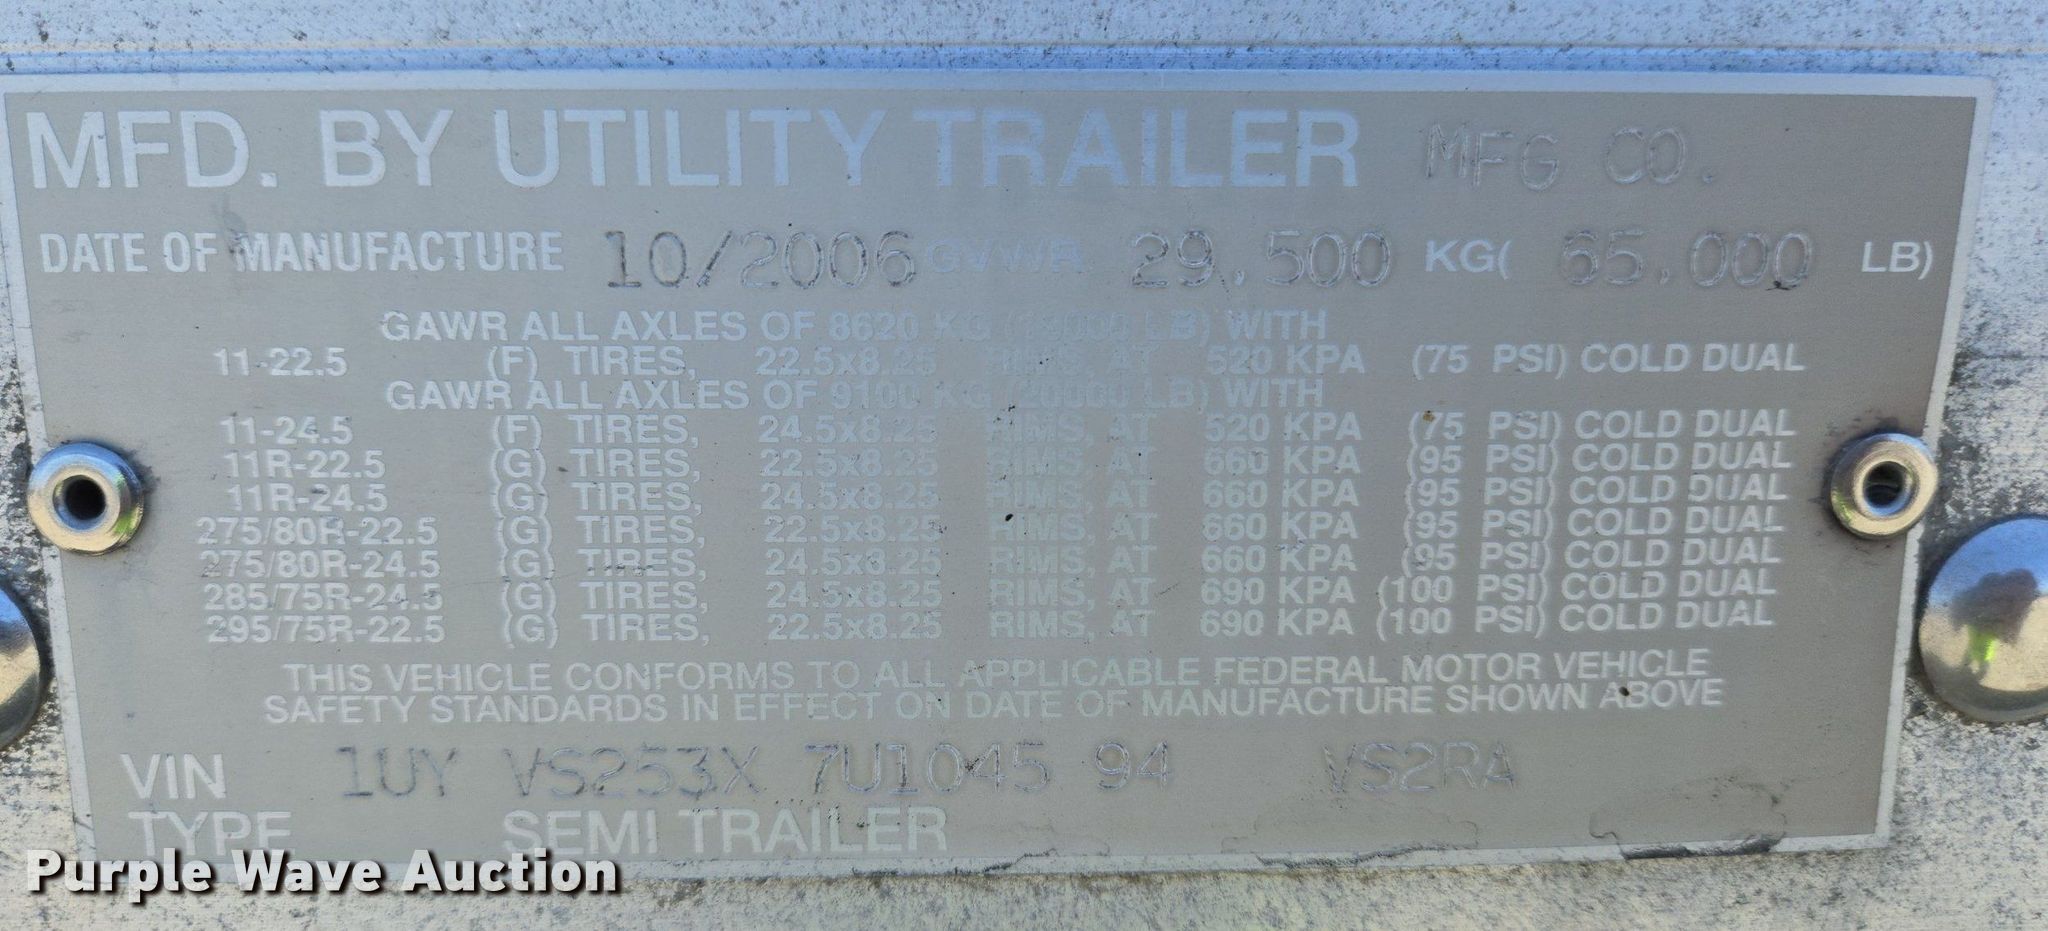 MFD. BY UTILITY TRAILER MFG CO.
DATE OF MANUFACTURE 10/2006 GVWR 29,500 KG( 65,000 LB)
GAWR ALL AXLES OF 8620 KG (19000 LB) WITH
11-22.5 (F) TIRES, 22.5x8.25 RIMS, AT 520 KPA (75 PSI) COLD DUAL
GAWR ALL AXLES OF 9100 KG (20000 LB) WITH
11-24.5 (F) TIRES, 24.5x8.25 RIMS, AT 520 KPA (75 PSI) COLD DUAL
11R-22.5 (G) TIRES, 22.5x8.25 RIMS, AT 660 KPA (95 PSI) COLD DUAL
11R-24.5 (G) TIRES, 24.5x8.25 RIMS, AT 660 KPA (95 PSI) COLD DUAL
275/80R-22.5 (G) TIRES, 22.5x8.25 RIMS, AT 660 KPA (95 PSI) COLD DUAL
275/80R-24.5 (G) TIRES, 24.5x8.25 RIMS, AT 660 KPA (95 PSI) COLD DUAL
285/75R-24.5 (G) TIRES, 24.5x8.25 RIMS, AT 690 KPA (100 PSI) COLD DUAL
295/75R-22.5 (G) TIRES, 22.5x8.25 RIMS, AT 690 KPA (100 PSI) COLD DUAL
THIS VEHICLE CONFORMS TO ALL APPLICABLE FEDERAL MOTOR VEHICLE
SAFETY STANDARDS IN EFFECT ON DATE OF MANUFACTURE SHOWN ABOVE
VIN 1UY VS253X 7U1045 94 VS2RA
TYPE SEMI TRAILER
Purple Wave Auction